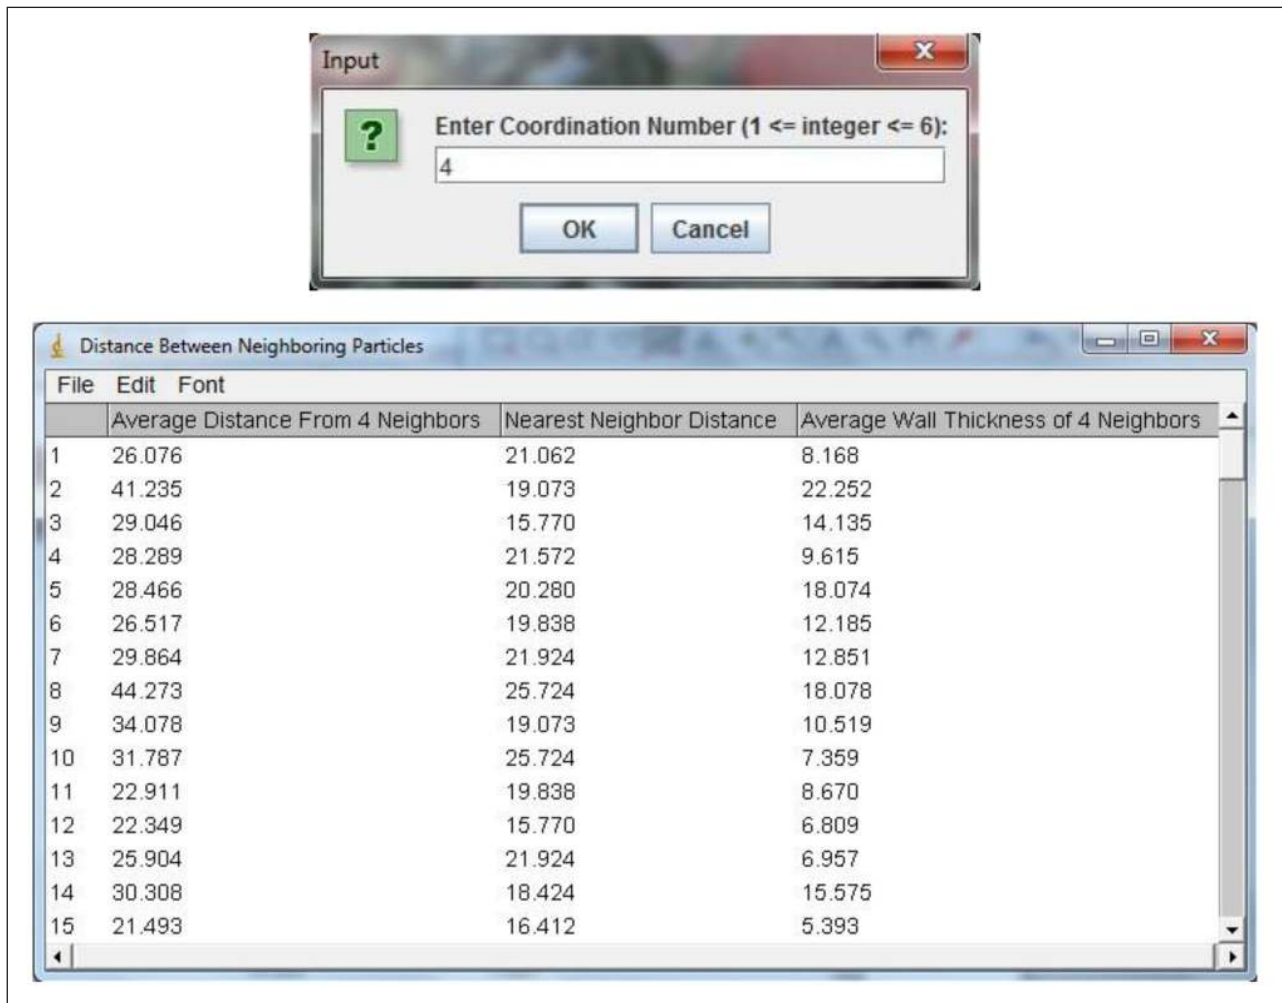 Input
?
Enter Coordination Number (1 <= integer <= 6):
4
OK Cancel
Distance Between Neighboring Particles
File Edit Font
Average Distance From 4 Neighbors Nearest Neighbor Distance Average Wall Thickness of 4 Neighbors
1 26.076 21.062 8.168
2 41.235 19.073 22.252
3 29.046 15.770 14.135
4 28.289 21.572 9.615
5 28.466 20.280 18.074
6 26.517 19.838 12.185
7 29.864 21.924 12.851
8 44.273 25.724 18.078
9 34.078 19.073 10.519
10 31.787 25.724 7.359
11 22.911 19.838 8.670
12 22.349 15.770 6.809
13 25.904 21.924 6.957
14 30.308 18.424 15.575
15 21.493 16.412 5.393